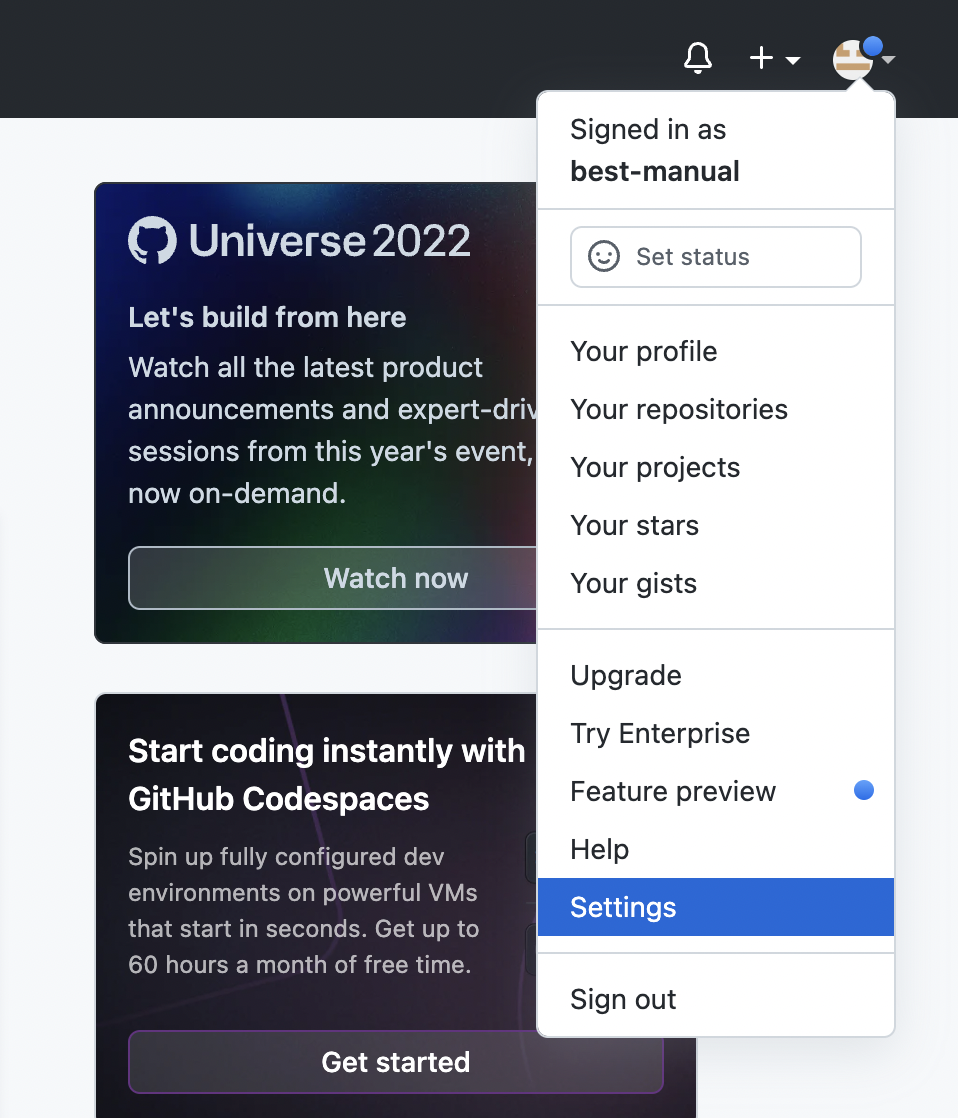 Signed in as
best-manual
Set status
Your profile
Your repositories
Your projects
Your stars
Your gists
Upgrade
Try Enterprise
Feature preview
Help
Settings
Sign out
Universe 2022
Let's build from here
Watch all the latest product
announcements and expert-driv
sessions from this year's event,
now on-demand.
Watch now
Start coding instantly with
GitHub Codespaces
Spin up fully configured dev
environments on powerful VMs
that start in seconds. Get up to
60 hours a month of free time.
Get started